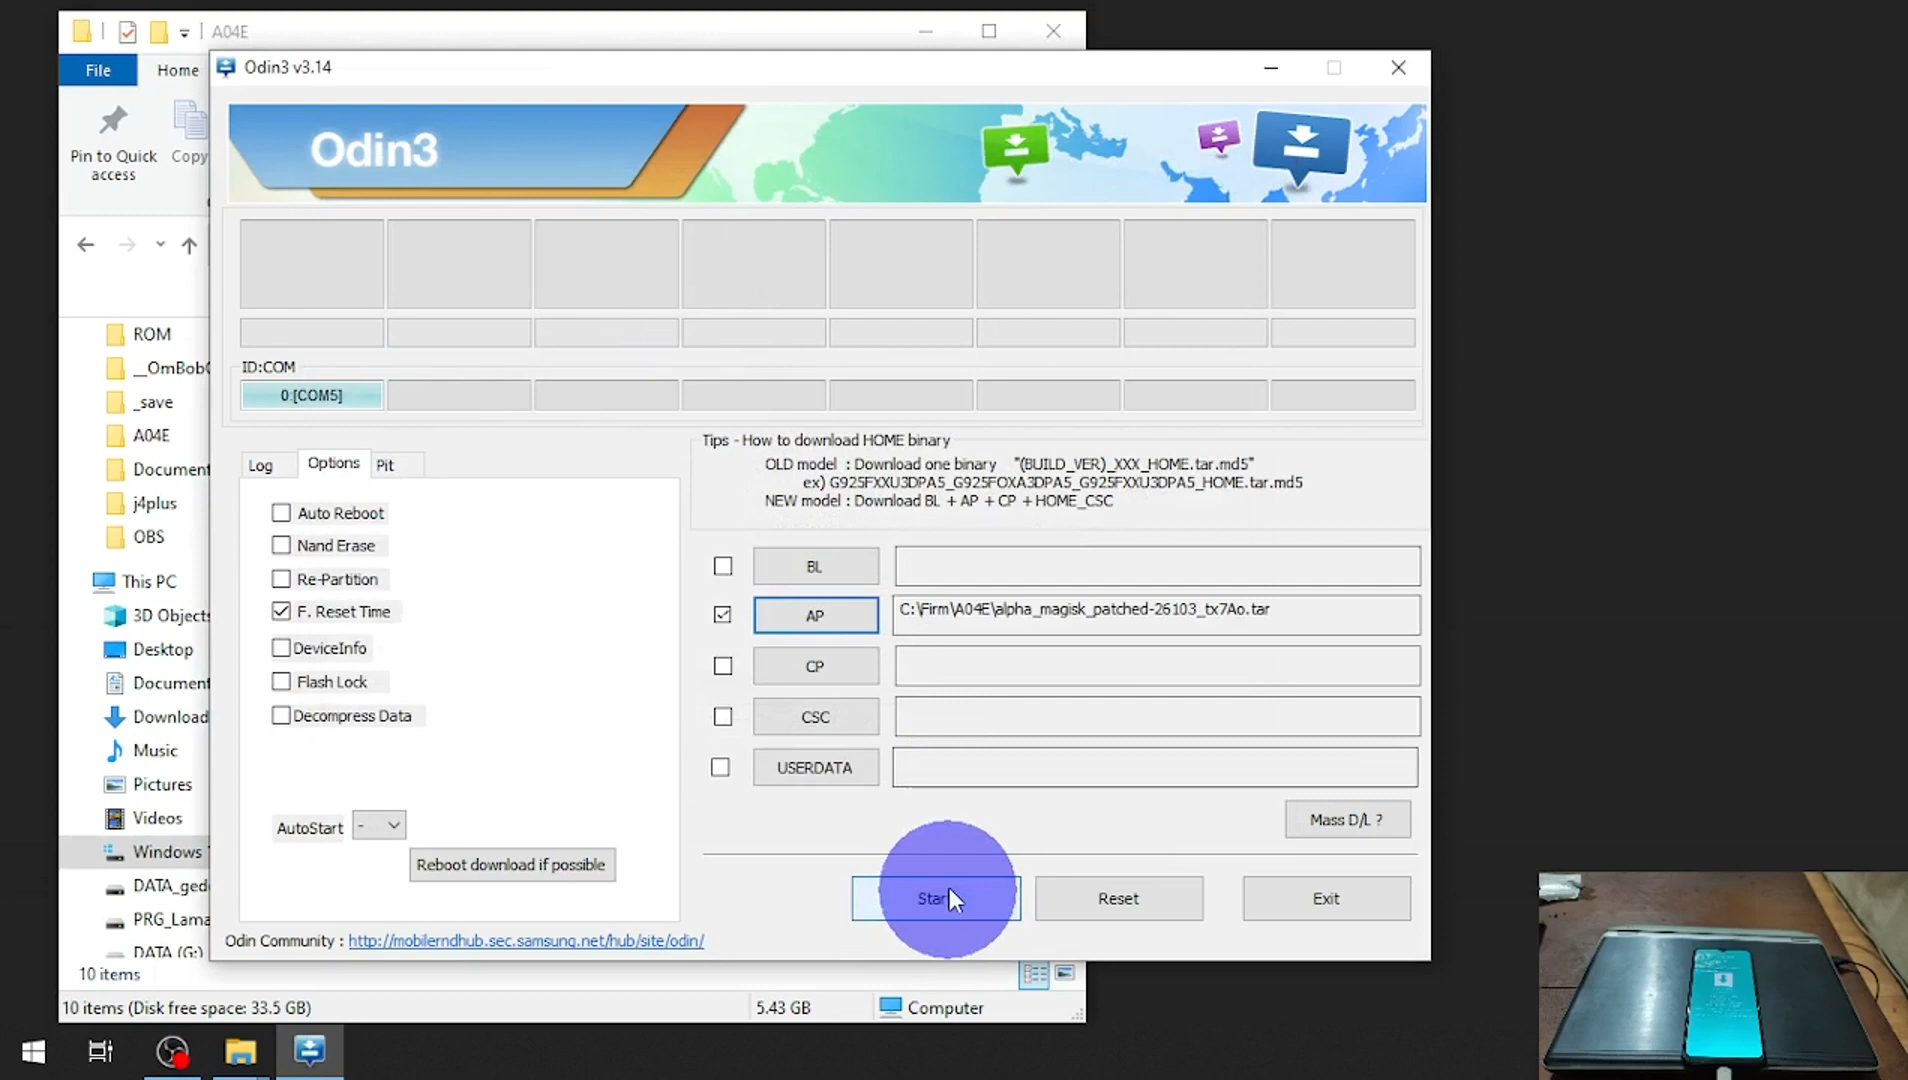 A04E
File
Home
Pin to Quick access
Copy
Odin3 v3.14
Odin3
ROM
_save
A04E
Document
j4plus
OBS
This PC
3D Objects
Desktop
Document
Download
Music
Pictures
Videos
Windows
DATA_ged
PRG_Lama
DATA (G:)
10 items
10 items (Disk free space: 33.5 GB)
5.43 GB
Computer
ID:COM
0:[COM5]
Log
Options
Pit
Auto Reboot
Nand Erase
Re-Partition
F. Reset Time
DeviceInfo
Flash Lock
Decompress Data
AutoStart
-
Reboot download if possible
Tips - How to download HOME binary
OLD model : Download one binary "(BUILD_VER)_XXX_HOME.tar.md5"
ex) G925FXXU3DPA5_G925FOXA3DPA5_G925FXXU3DPA5_HOME.tar.md5
NEW model : Download BL + AP + CP + HOME_CSC
BL
AP
C:\Firm\A04E\alpha_magisk_patched-26103_tx7Ao.tar
CP
CSC
USERDATA
Mass D/L ?
Start
Reset
Exit
Odin Community : http://mobilerndhub.sec.samsung.net/hub/site/odin/